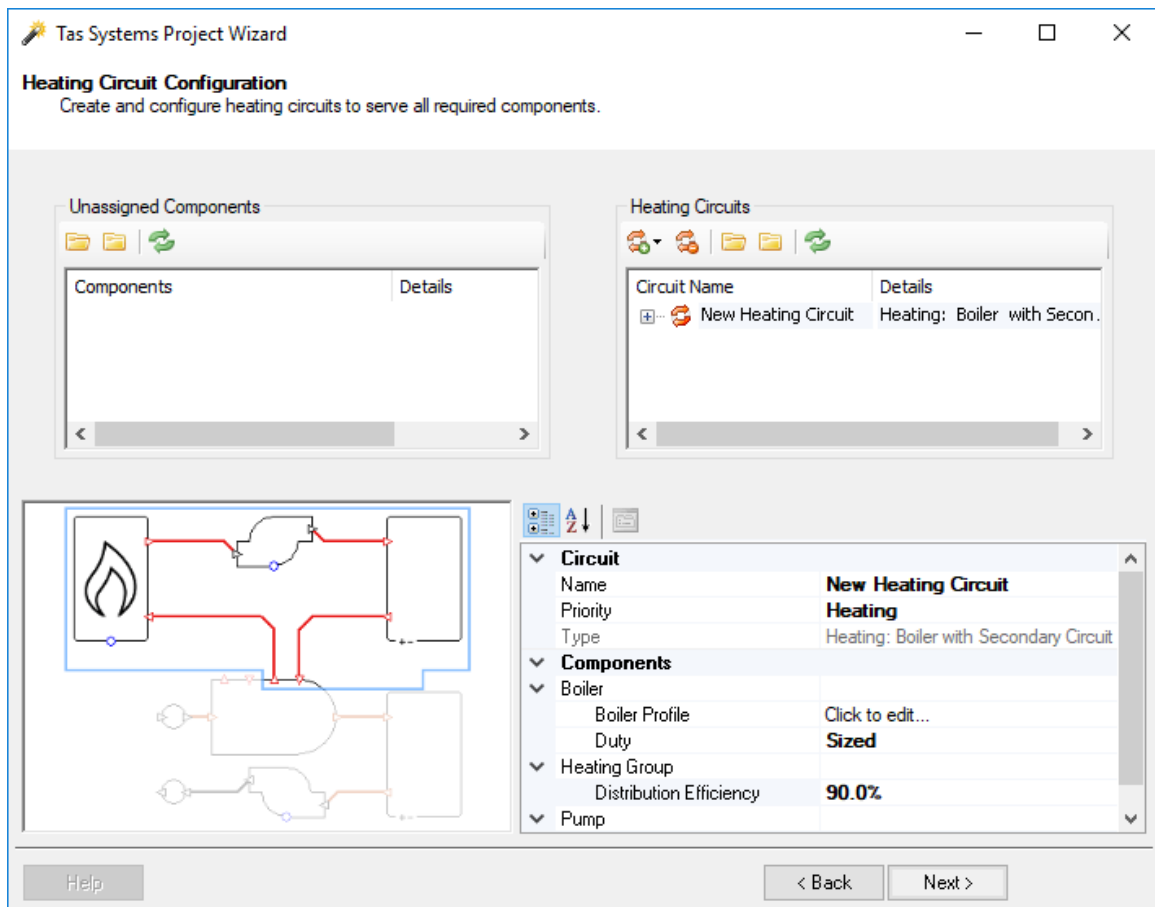 Tas Systems Project Wizard
Heating Circuit Configuration
Create and configure heating circuits to serve all required components.
Unassigned Components
Components Details
Heating Circuits
Circuit Name Details
New Heating Circuit Heating: Boiler with Secon.
A
Z
Circuit
Name New Heating Circuit
Priority Heating
Type Heating: Boiler with Secondary Circuit
Components
Boiler
Boiler Profile Click to edit...
Duty Sized
Heating Group
Distribution Efficiency 90.0%
Pump
Help < Back Next >